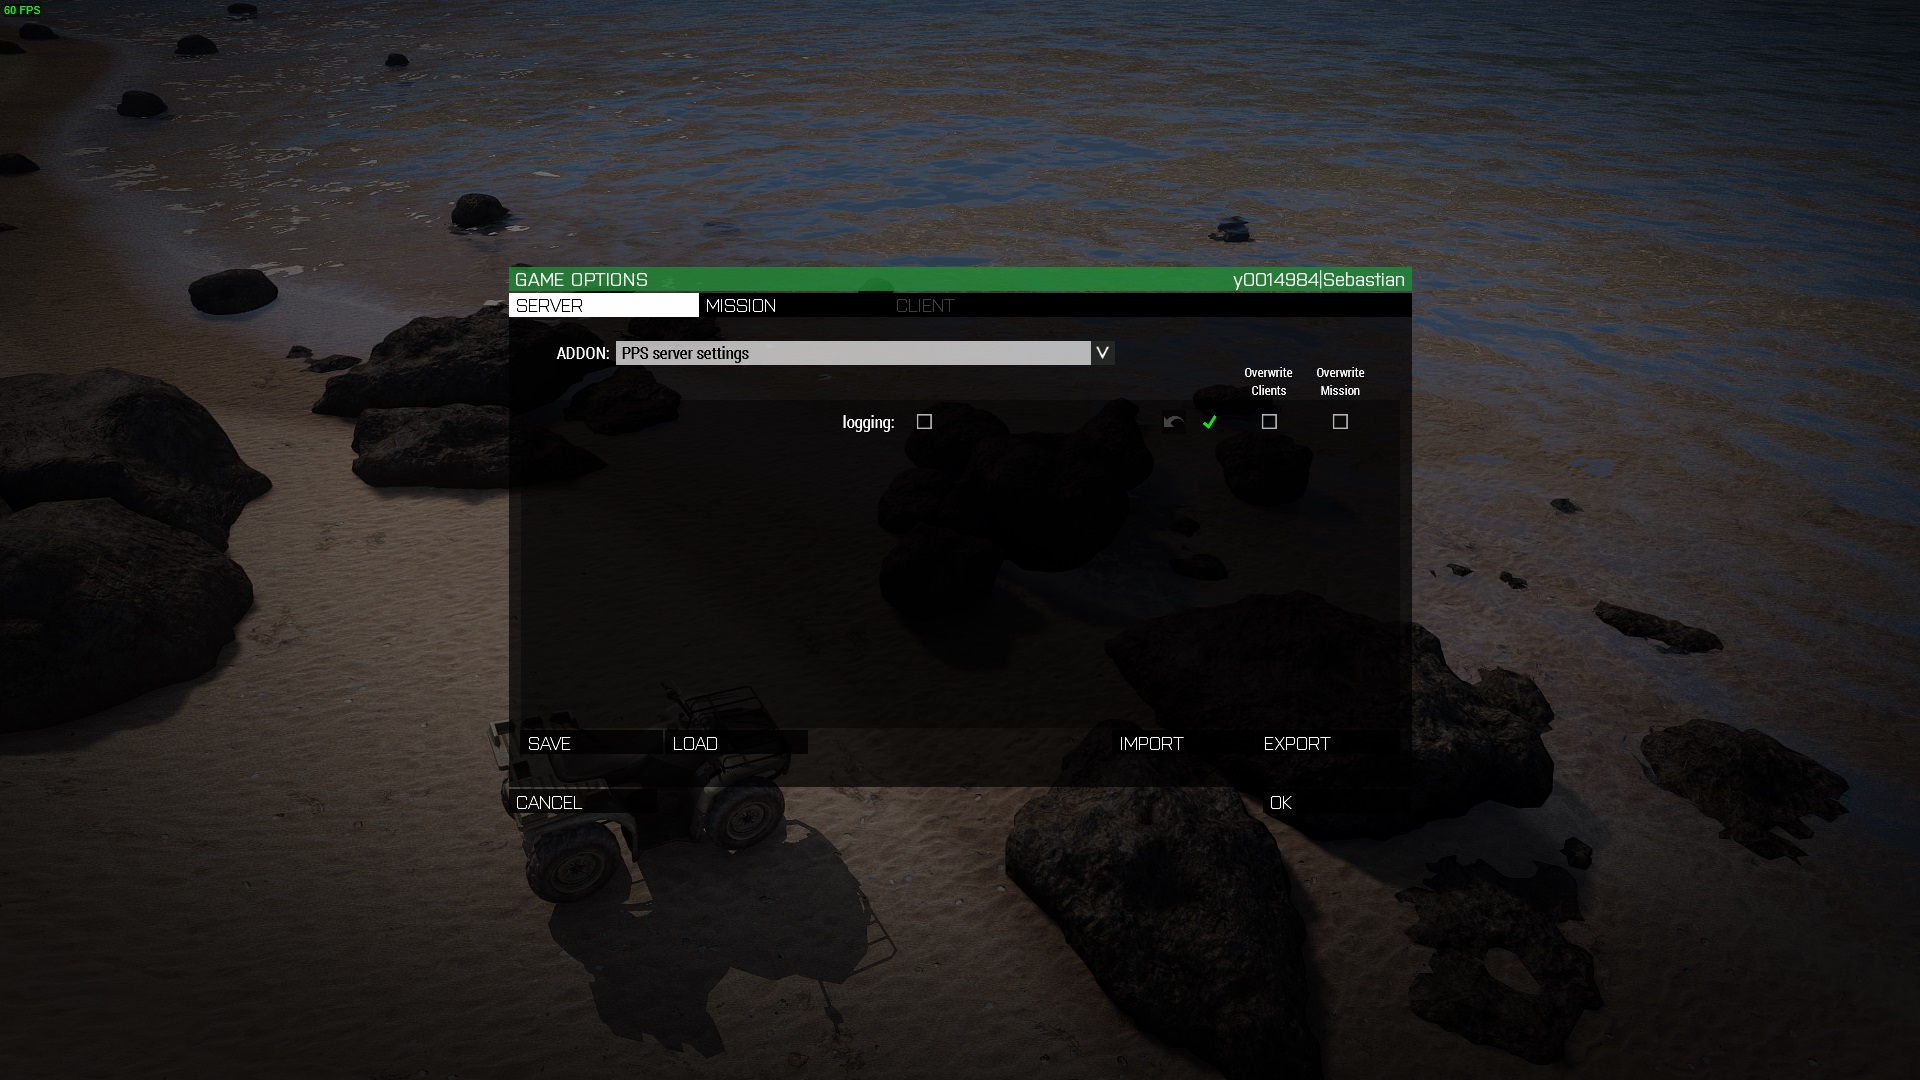 60 FPS
GAME OPTIONS y0014984|Sebastian
SERVER MISSION CLIENT
ADDON: PPS server settings V
Overwrite Clients Overwrite Mission
logging:
SAVE LOAD IMPORT EXPORT
CANCEL OK